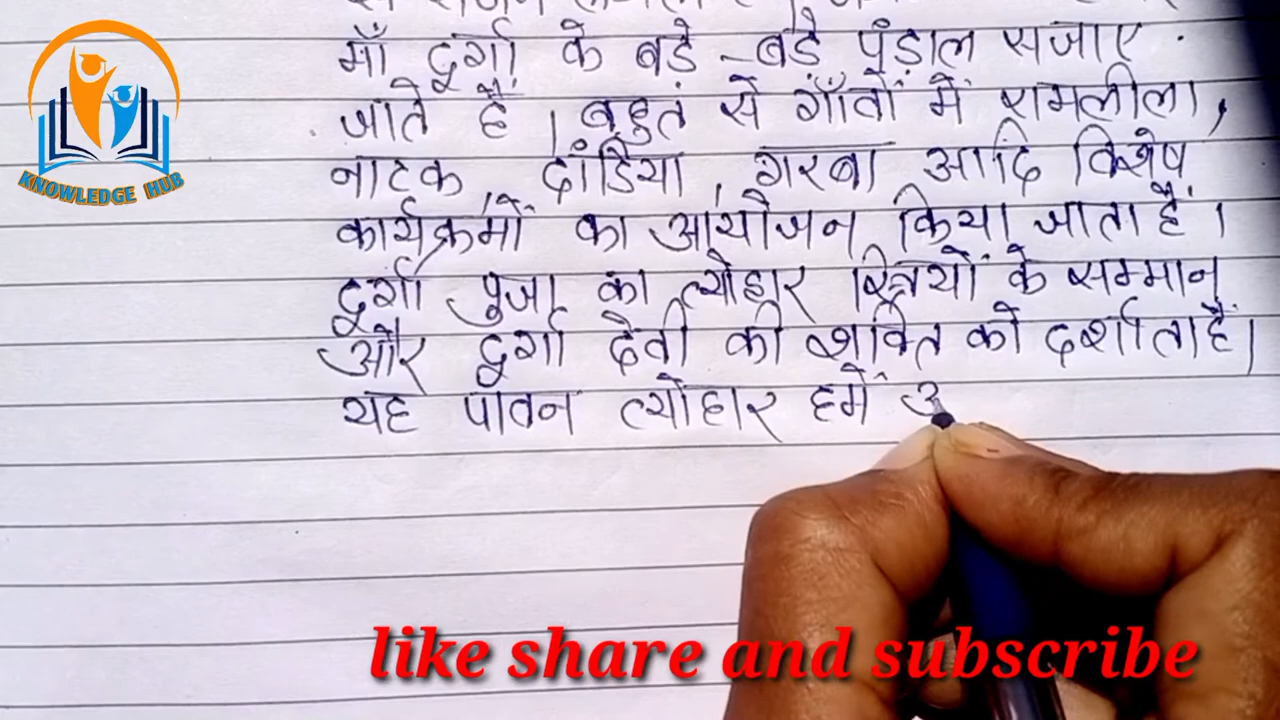 माँ दूर्गा के बडे -बडे पंड़ाल सजाए
जाते हैं । बहुत से गाँवों में रामलीला,
नाटक, दांडिया, गरबा आदि विशेष
कार्यक्रमों का आयोजन किया जाता हैं ।
दूर्गा पुजा का त्योहार स्त्रियों के सम्मान
और दूर्गा देवी की शक्ति को दर्शाता हैं।
यह पावन त्योहार हमें
KNOWLEDGE HUB
like share and subscribe